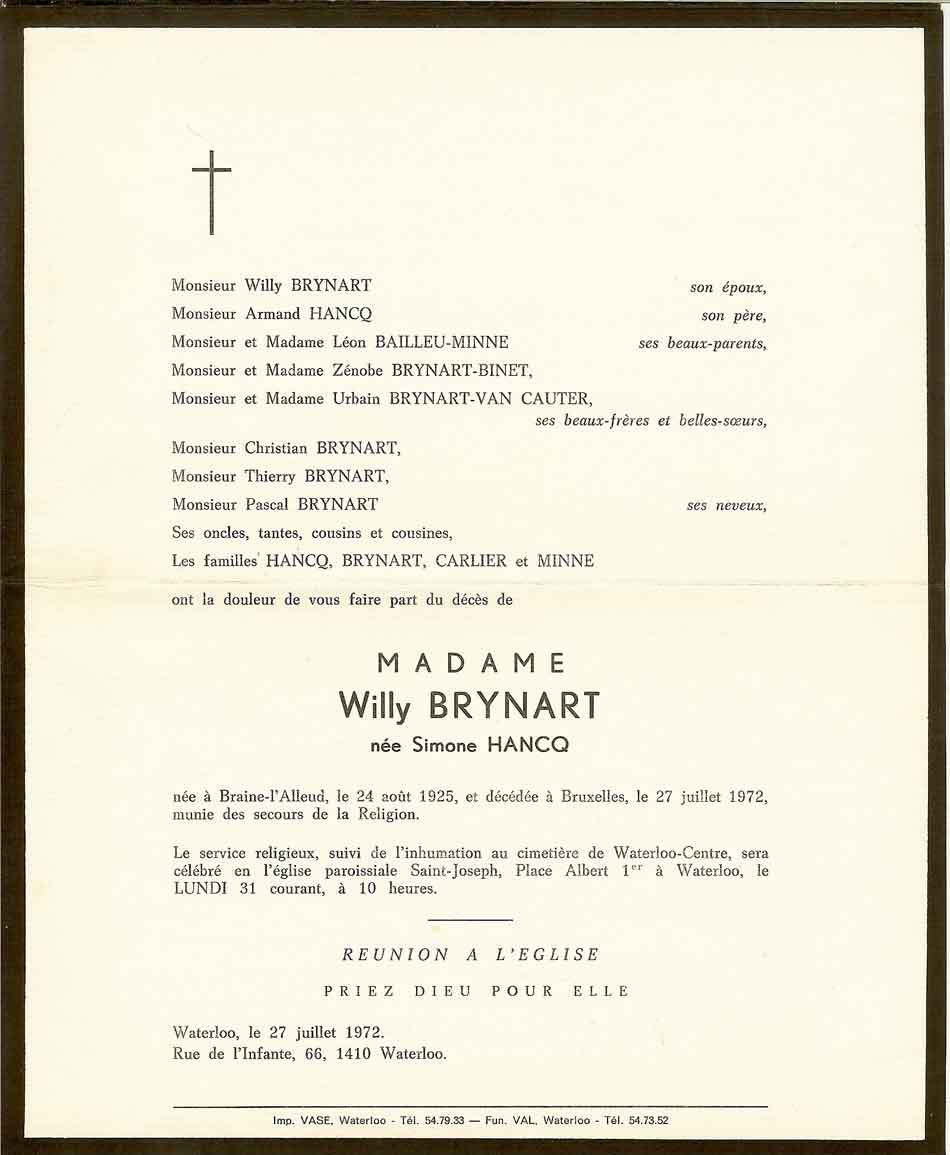 Monsieur Willy BRYNART son époux,
Monsieur Armand HANCQ son père,
Monsieur et Madame Léon BAILLEU-MINNE ses beaux-parents,
Monsieur et Madame Zénobe BRYNART-BINET,
Monsieur et Madame Urbain BRYNART-VAN CAUTER,
ses beaux-frères et belles-sœurs,
Monsieur Christian BRYNART,
Monsieur Thierry BRYNART,
Monsieur Pascal BRYNART ses neveux,
Ses oncles, tantes, cousins et cousines,
Les familles HANCQ, BRYNART, CARLIER et MINNE
ont la douleur de vous faire part du décès de
MADAME
Willy BRYNART
née Simone HANCQ
née à Braine-l'Alleud, le 24 août 1925, et décédée à Bruxelles, le 27 juillet 1972,
munie des secours de la Religion.
Le service religieux, suivi de l'inhumation au cimetière de Waterloo-Centre, sera
célébré en l'église paroissiale Saint-Joseph, Place Albert 1er à Waterloo, le
LUNDI 31 courant, à 10 heures.
REUNION A L'EGLISE
PRIEZ DIEU POUR ELLE
Waterloo, le 27 juillet 1972.
Rue de l'Infante, 66, 1410 Waterloo.
Imp. VASE, Waterloo - Tél. 54.79.33 — Fun. VAL, Waterloo - Tél. 54.73.52